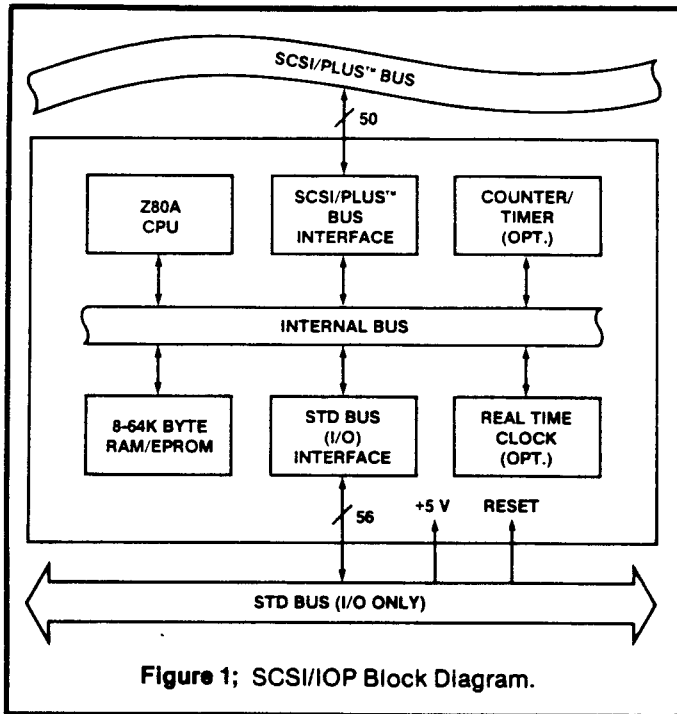 SCSI/PLUS™ BUS
50
Z80A
CPU
SCSI/PLUS™
BUS
INTERFACE
COUNTER/
TIMER
(OPT.)
INTERNAL BUS
8-64K BYTE
RAM/EPROM
STD BUS
(I/O)
INTERFACE
REAL TIME
CLOCK
(OPT.)
56
+5 V
RESET
STD BUS (I/O ONLY)
Figure 1; SCSI/IOP Block Diagram.